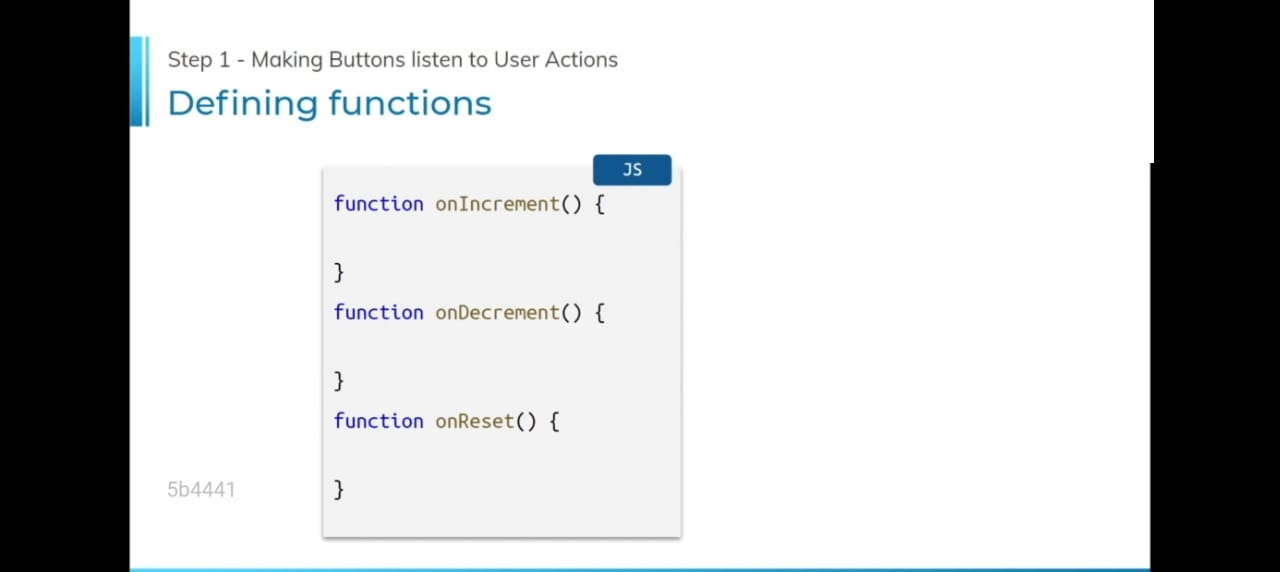 Step 1 - Making Buttons listen to User Actions
Defining functions
JS
function onIncrement() {
}
function onDecrement() {
}
function onReset() {
}
5b4441